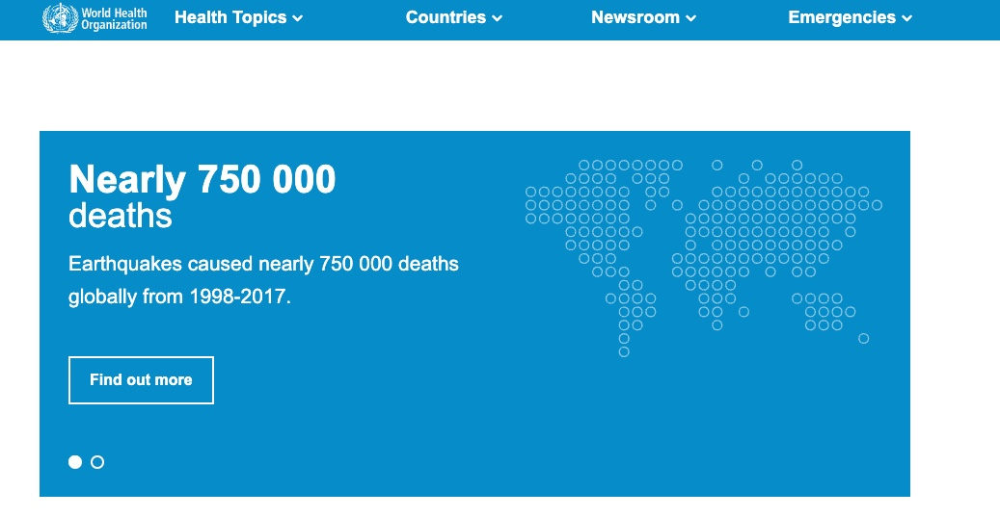 World Health
Organization
Health Topics
Countries
Newsroom
Emergencies
Nearly 750 000
deaths
Earthquakes caused nearly 750 000 deaths
globally from 1998-2017.
Find out more